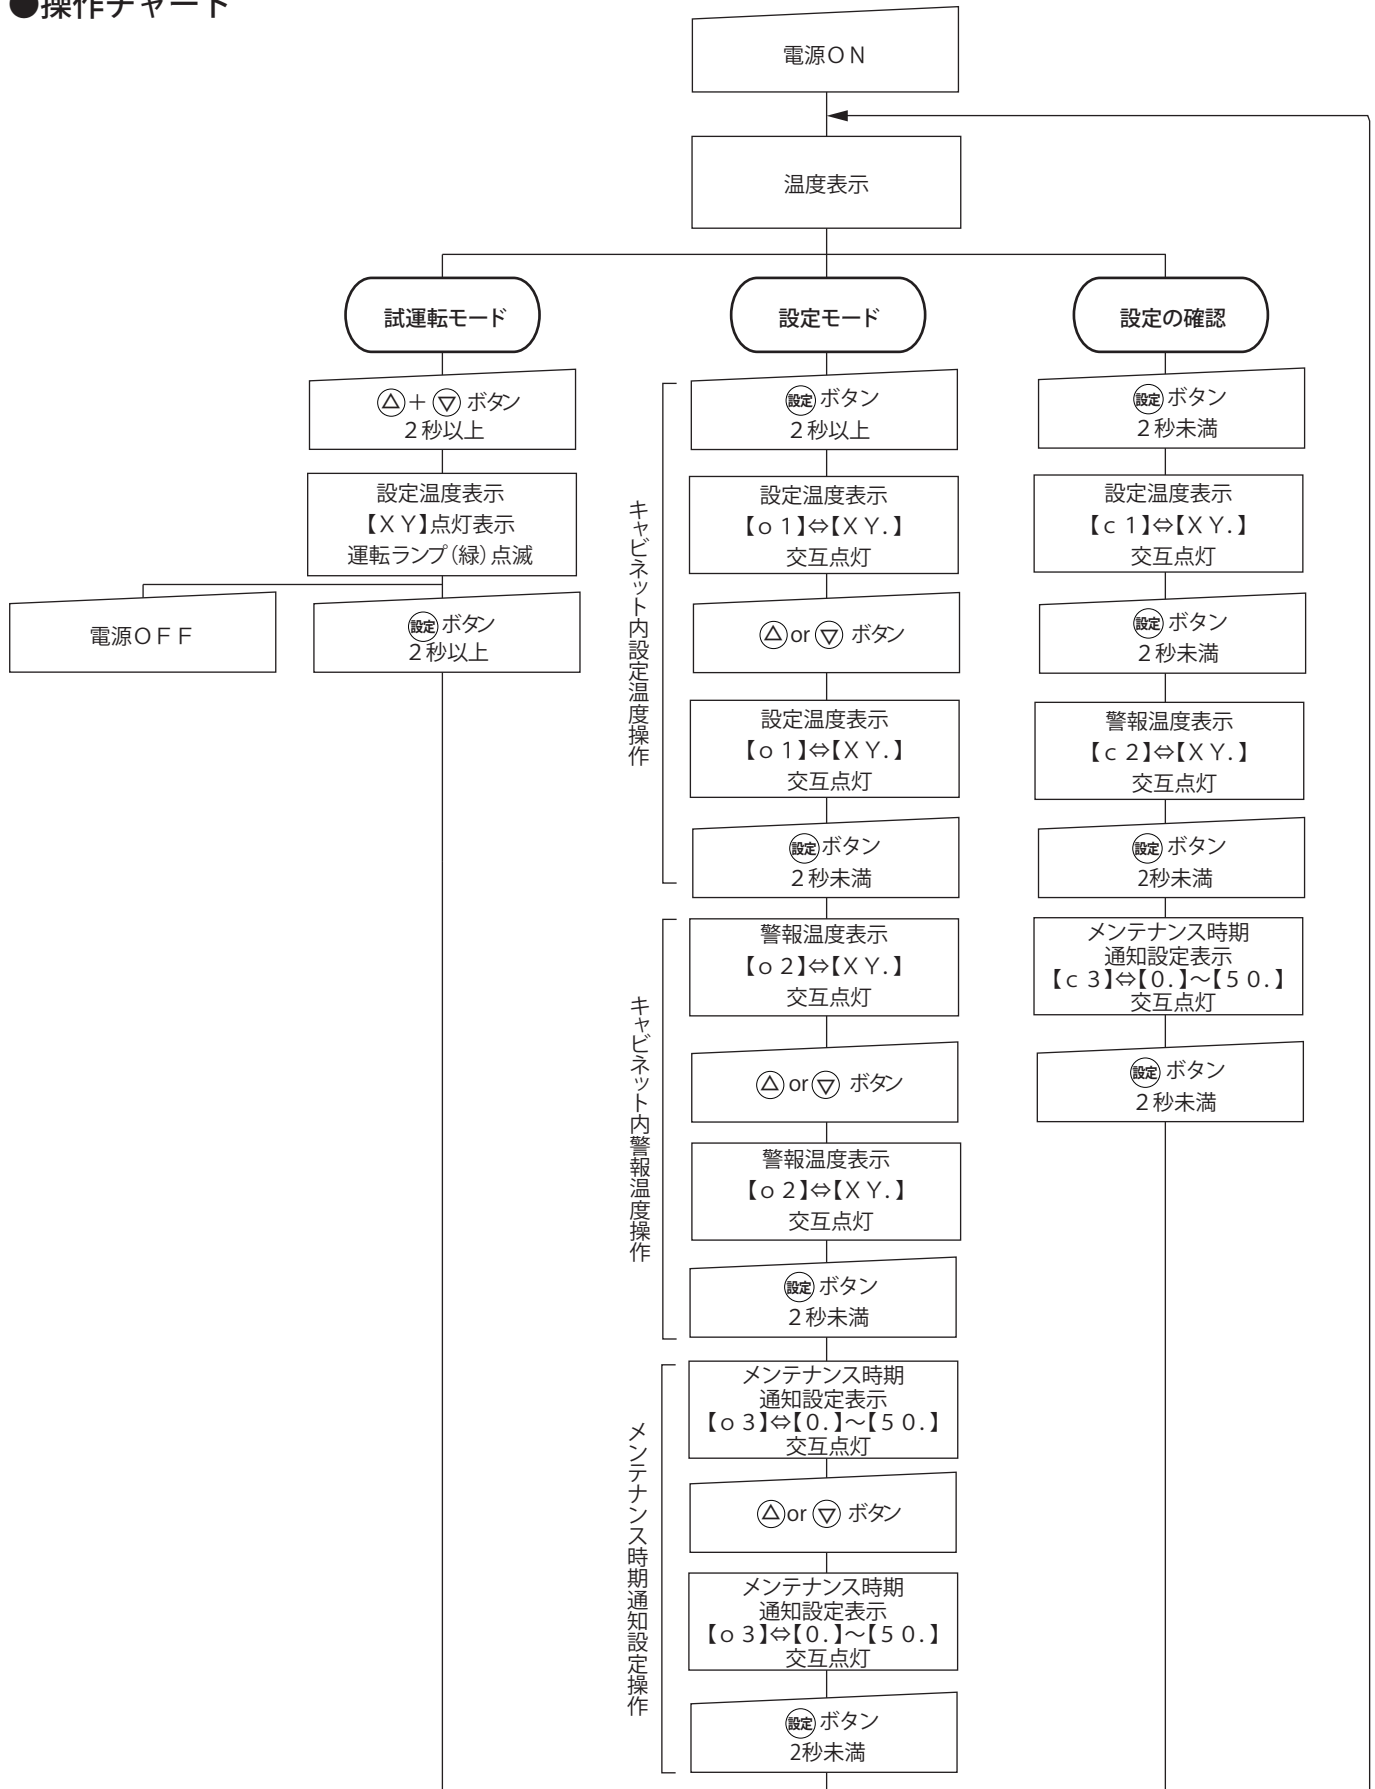 ●操作チャート
電源ＯＮ
温度表示
試運転モード
△＋▽ ボタン
２秒以上
設定温度表示
【ＸＹ】点灯表示
運転ランプ（緑）点滅
電源ＯＦＦ
設定 ボタン
２秒以上
設定モード
キャビネット内設定温度操作
設定 ボタン
２秒以上
設定温度表示
【ｏ１】⇔【ＸＹ．】
交互点灯
△or▽ ボタン
設定温度表示
【ｏ１】⇔【ＸＹ．】
交互点灯
設定 ボタン
２秒未満
キャビネット内警報温度操作
警報温度表示
【ｏ２】⇔【ＸＹ．】
交互点灯
△or▽ ボタン
警報温度表示
【ｏ２】⇔【ＸＹ．】
交互点灯
設定 ボタン
２秒未満
メンテナンス時期通知設定操作
メンテナンス時期
通知設定表示
【ｏ３】⇔【０．】～【５０．】
交互点灯
△or▽ ボタン
メンテナンス時期
通知設定表示
【ｏ３】⇔【０．】～【５０．】
交互点灯
設定 ボタン
2秒未満
設定の確認
設定 ボタン
２秒未満
設定温度表示
【ｃ１】⇔【ＸＹ．】
交互点灯
設定 ボタン
２秒未満
警報温度表示
【ｃ２】⇔【ＸＹ．】
交互点灯
設定 ボタン
2秒未満
メンテナンス時期
通知設定表示
【ｃ３】⇔【０．】～【５０．】
交互点灯
設定 ボタン
２秒未満